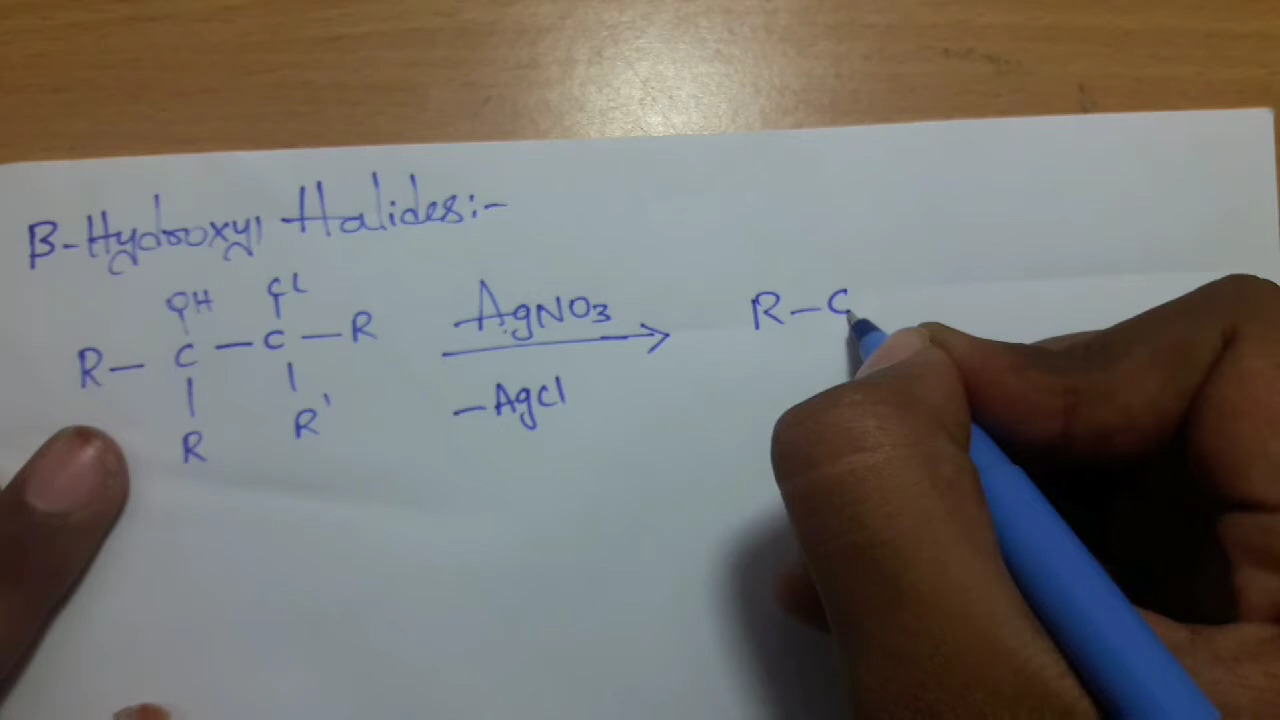 B-Hydroxyl Halides:-
OH Cl
R-C-C-R
R R'
AgNO3
-AgCl
R-C